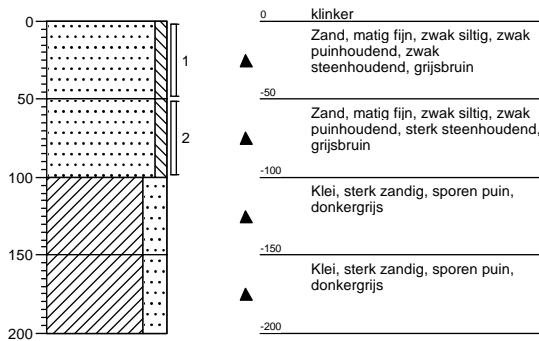 0
50
100
150
200
1
2
0 klinker
Zand, matig fijn, zwak siltig, zwak
puinhoudend, zwak
steenhoudend, grijsbruin
-50
Zand, matig fijn, zwak siltig, zwak
puinhoudend, sterk steenhoudend,
grijsbruin
-100
Klei, sterk zandig, sporen puin,
donkergrijs
-150
Klei, sterk zandig, sporen puin,
donkergrijs
-200